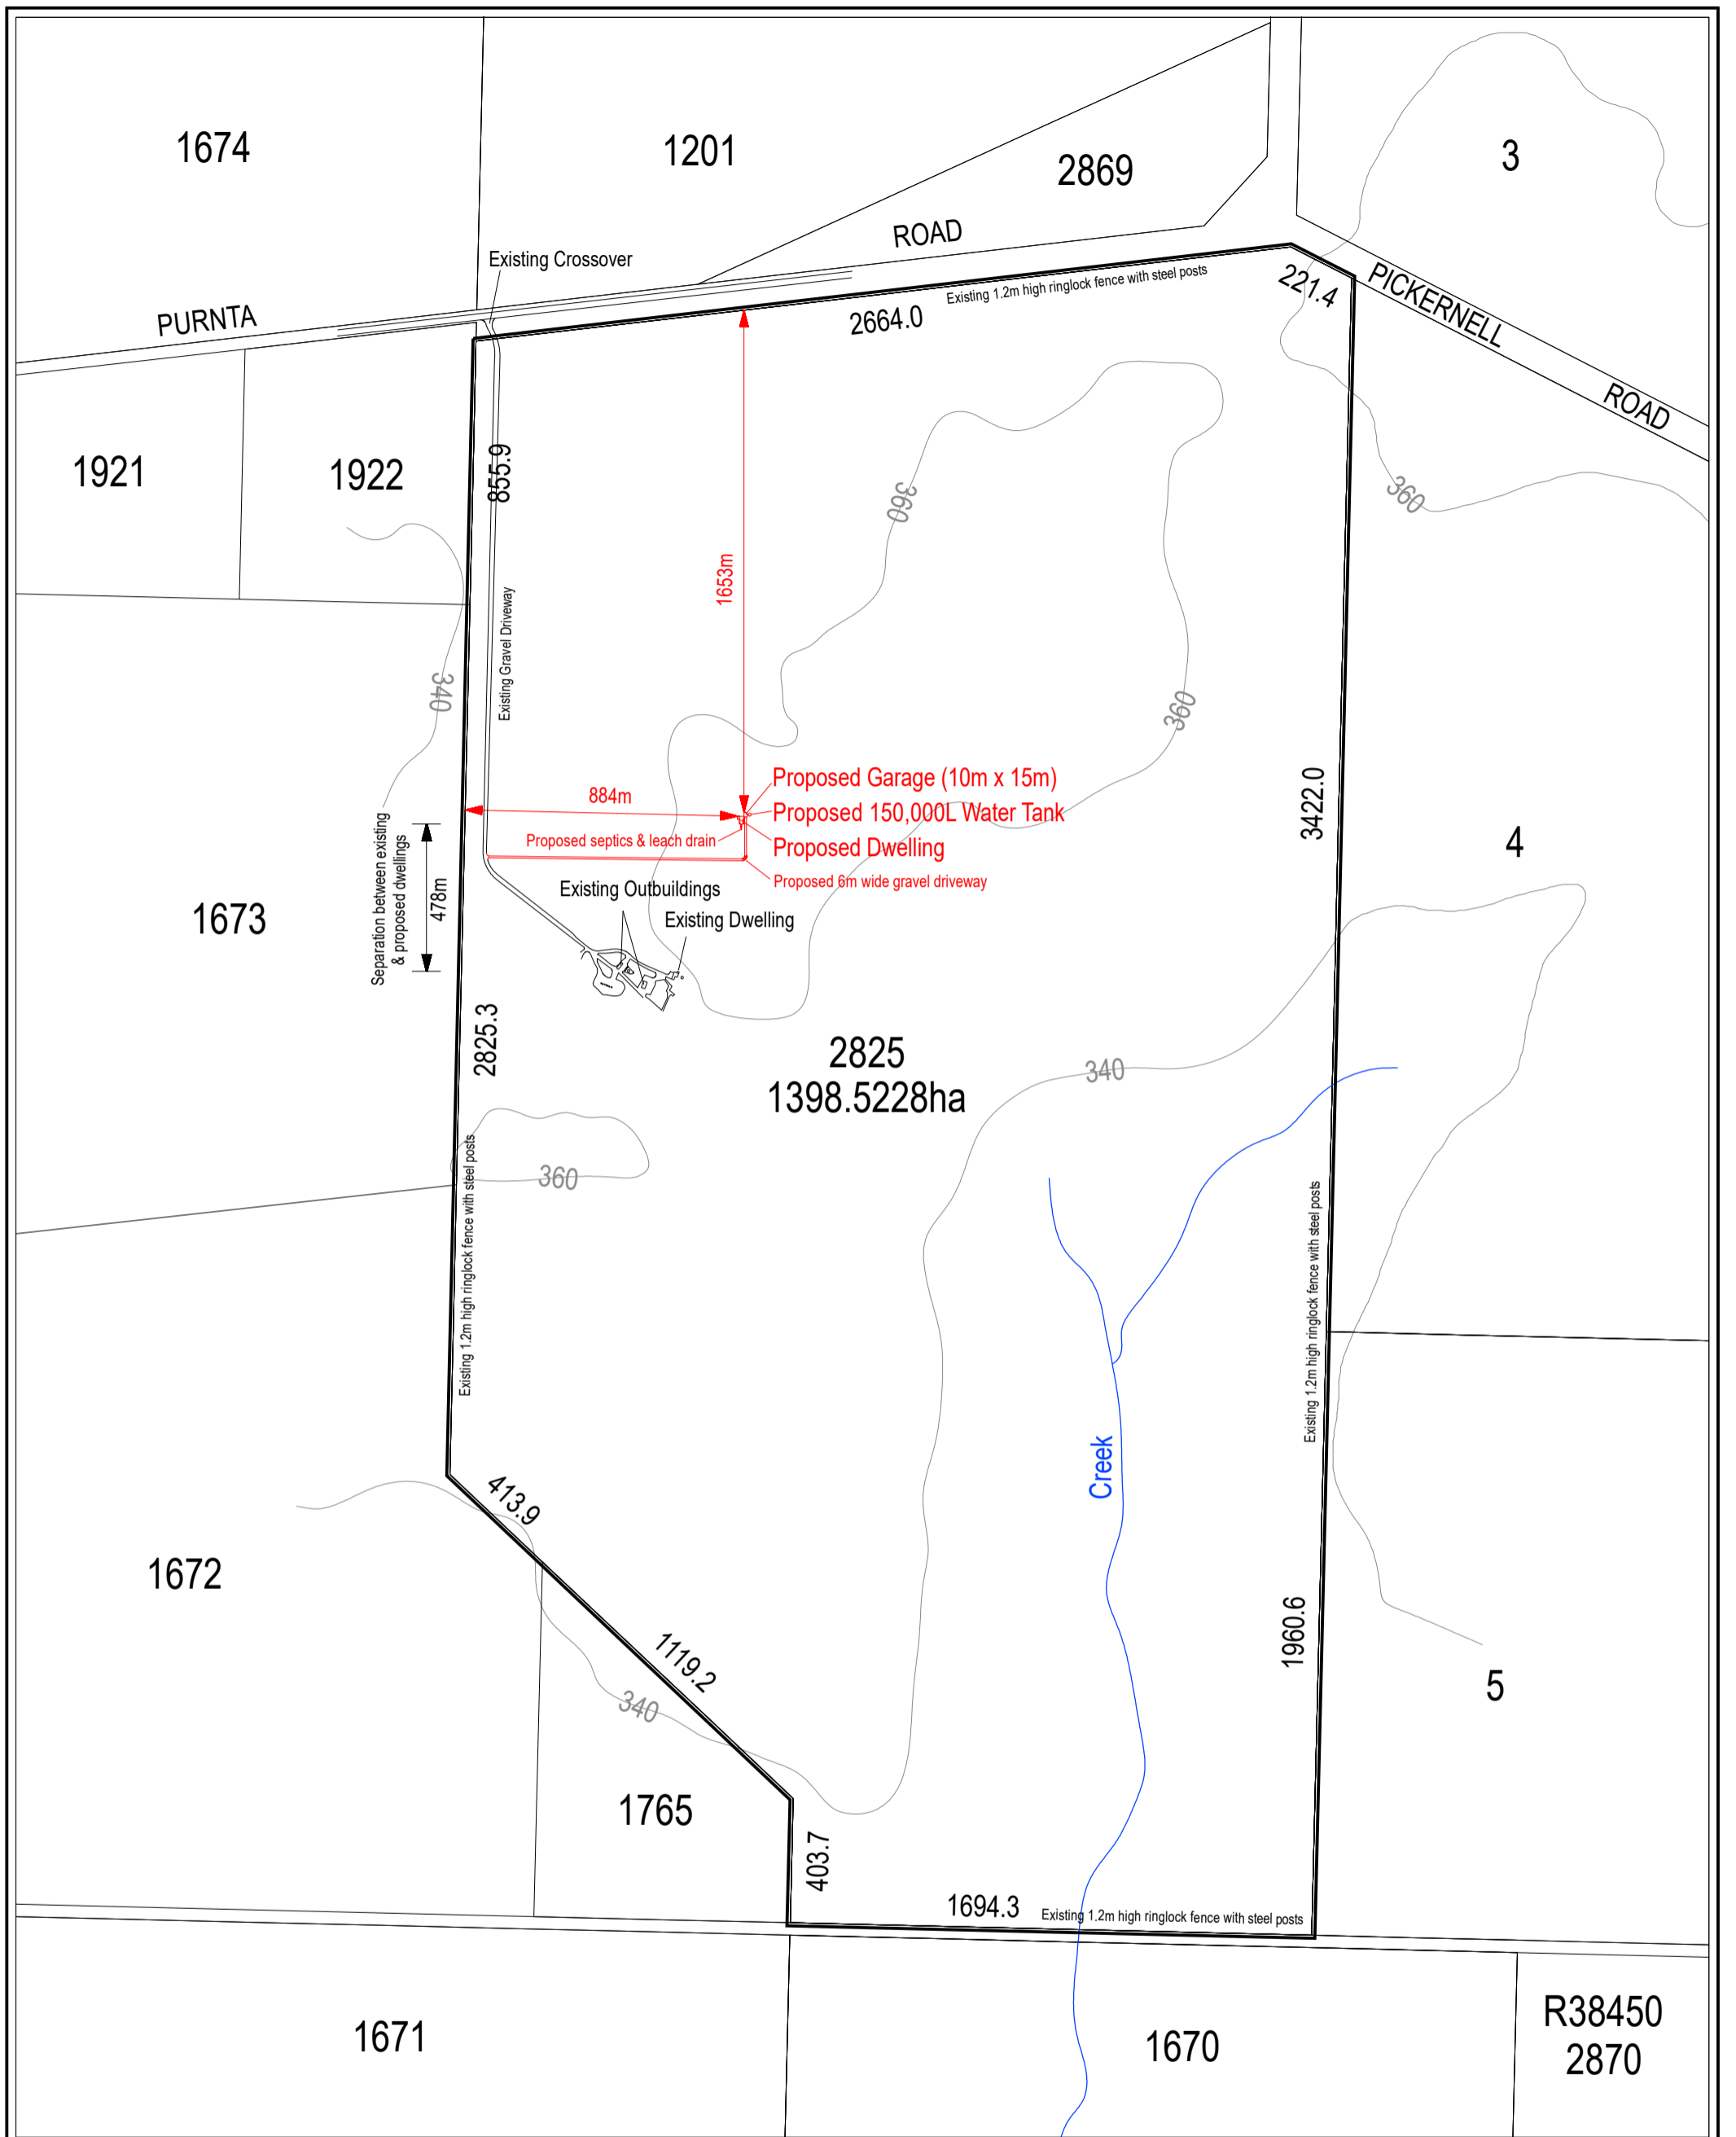 1674
1201
2869
3
ROAD
Existing Crossover
PURNTA
2664.0
Existing 1.2m high ringlock fence with steel posts
221.4
PICKERNELL
ROAD
1921
1922
855.9
360
360
1653m
Existing Gravel Driveway
340
360
884m
Proposed Garage (10m x 15m)
Proposed 150,000L Water Tank
Proposed septics & leach drain
Proposed Dwelling
Proposed 6m wide gravel driveway
3422.0
4
Separation between existing
& proposed dwellings
478m
1673
Existing Outbuildings
Existing Dwelling
2825.3
2825
1398.5228ha
340
360
Existing 1.2m high ringlock fence with steel posts
Existing 1.2m high ringlock fence with steel posts
Creek
413.9
1672
1119.2
1960.6
340
5
1765
403.7
1694.3
Existing 1.2m high ringlock fence with steel posts
1671
1670
R38450
2870